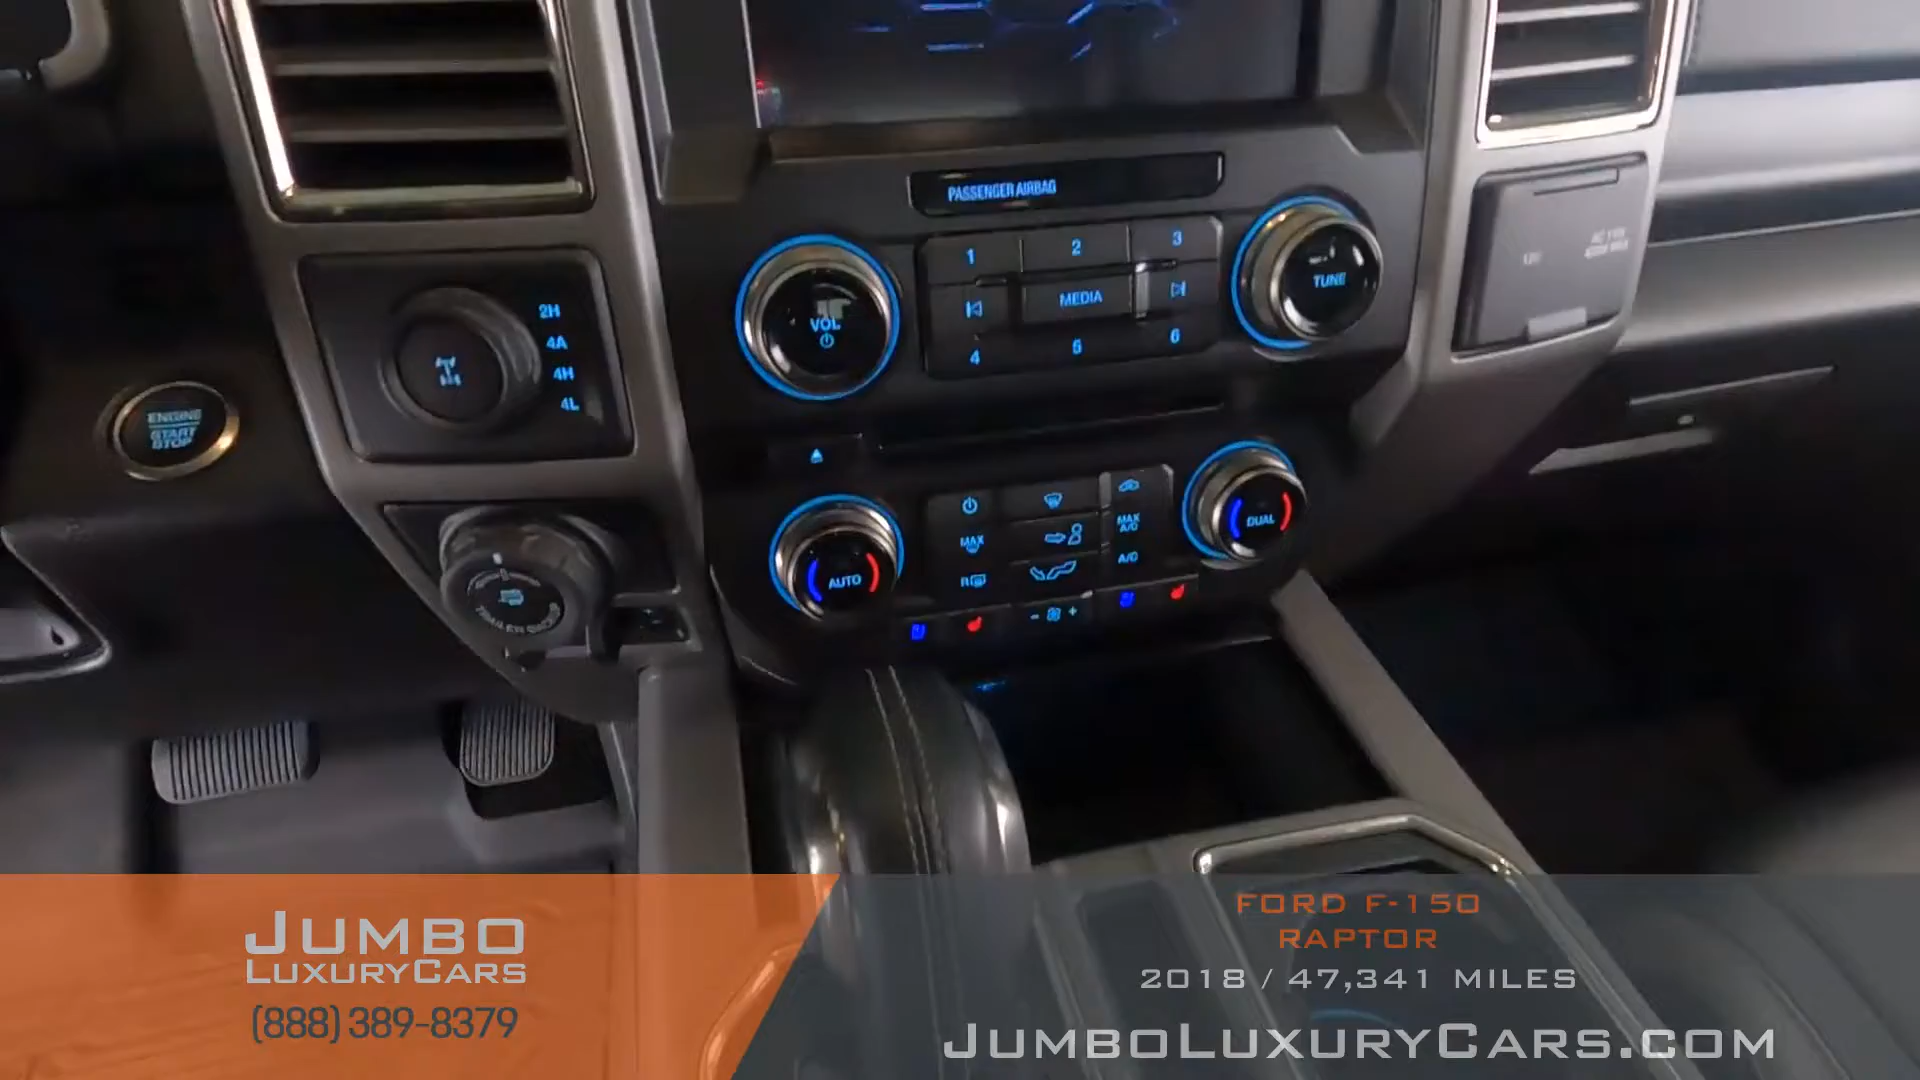 PASSENGER AIRBAG
1
2
3
VOL
MEDIA
TUNE
4
5
6
2H
4A
4H
4L
ENGINE
START
STOP
AUTO
MAX
R
MAX
A/C
A/C
DUAL
- +
JUMBO
LUXURYCARS
(888) 389-8379
FORD F-150
RAPTOR
2018 / 47,341 MILES
JUMBOLUXURYCARS.COM